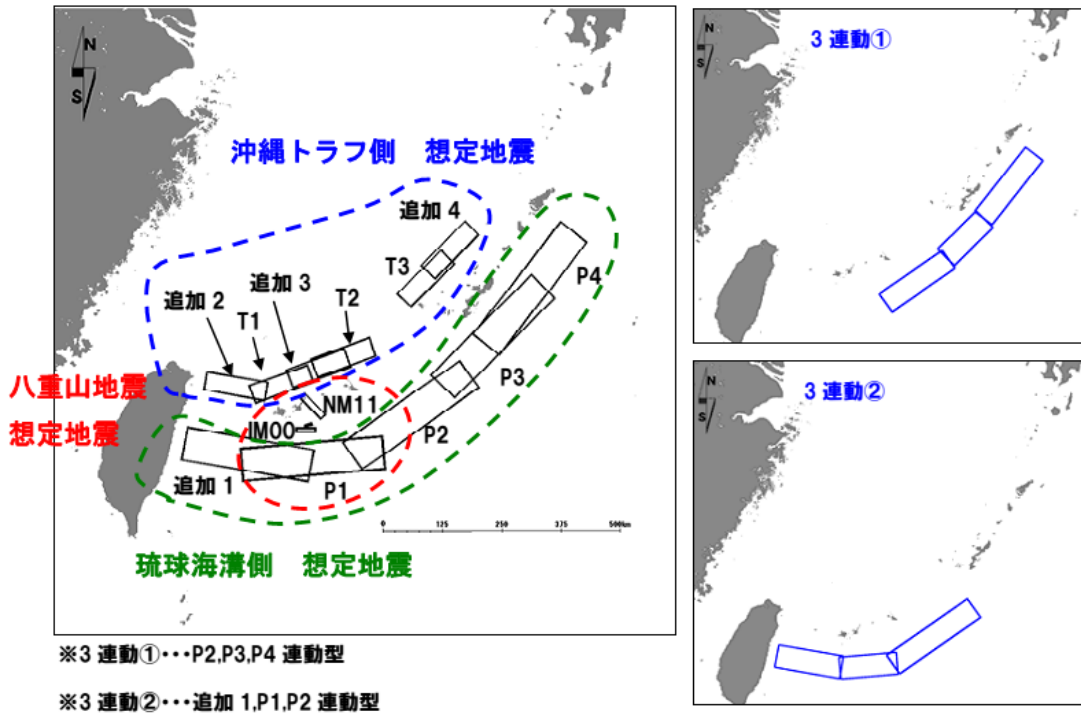 N
S
沖縄トラフ側　想定地震
追加 4
T3
追加 3
追加 2
T1
T2
P4
P3
八重山地震
想定地震
NM11
IM00
P2
追加 1
P1
0 125 250 375 500km
琉球海溝側　想定地震
※3 連動①・・・P2,P3,P4 連動型
※3 連動②・・・追加 1,P1,P2 連動型
N
S
3 連動①
N
S
3 連動②